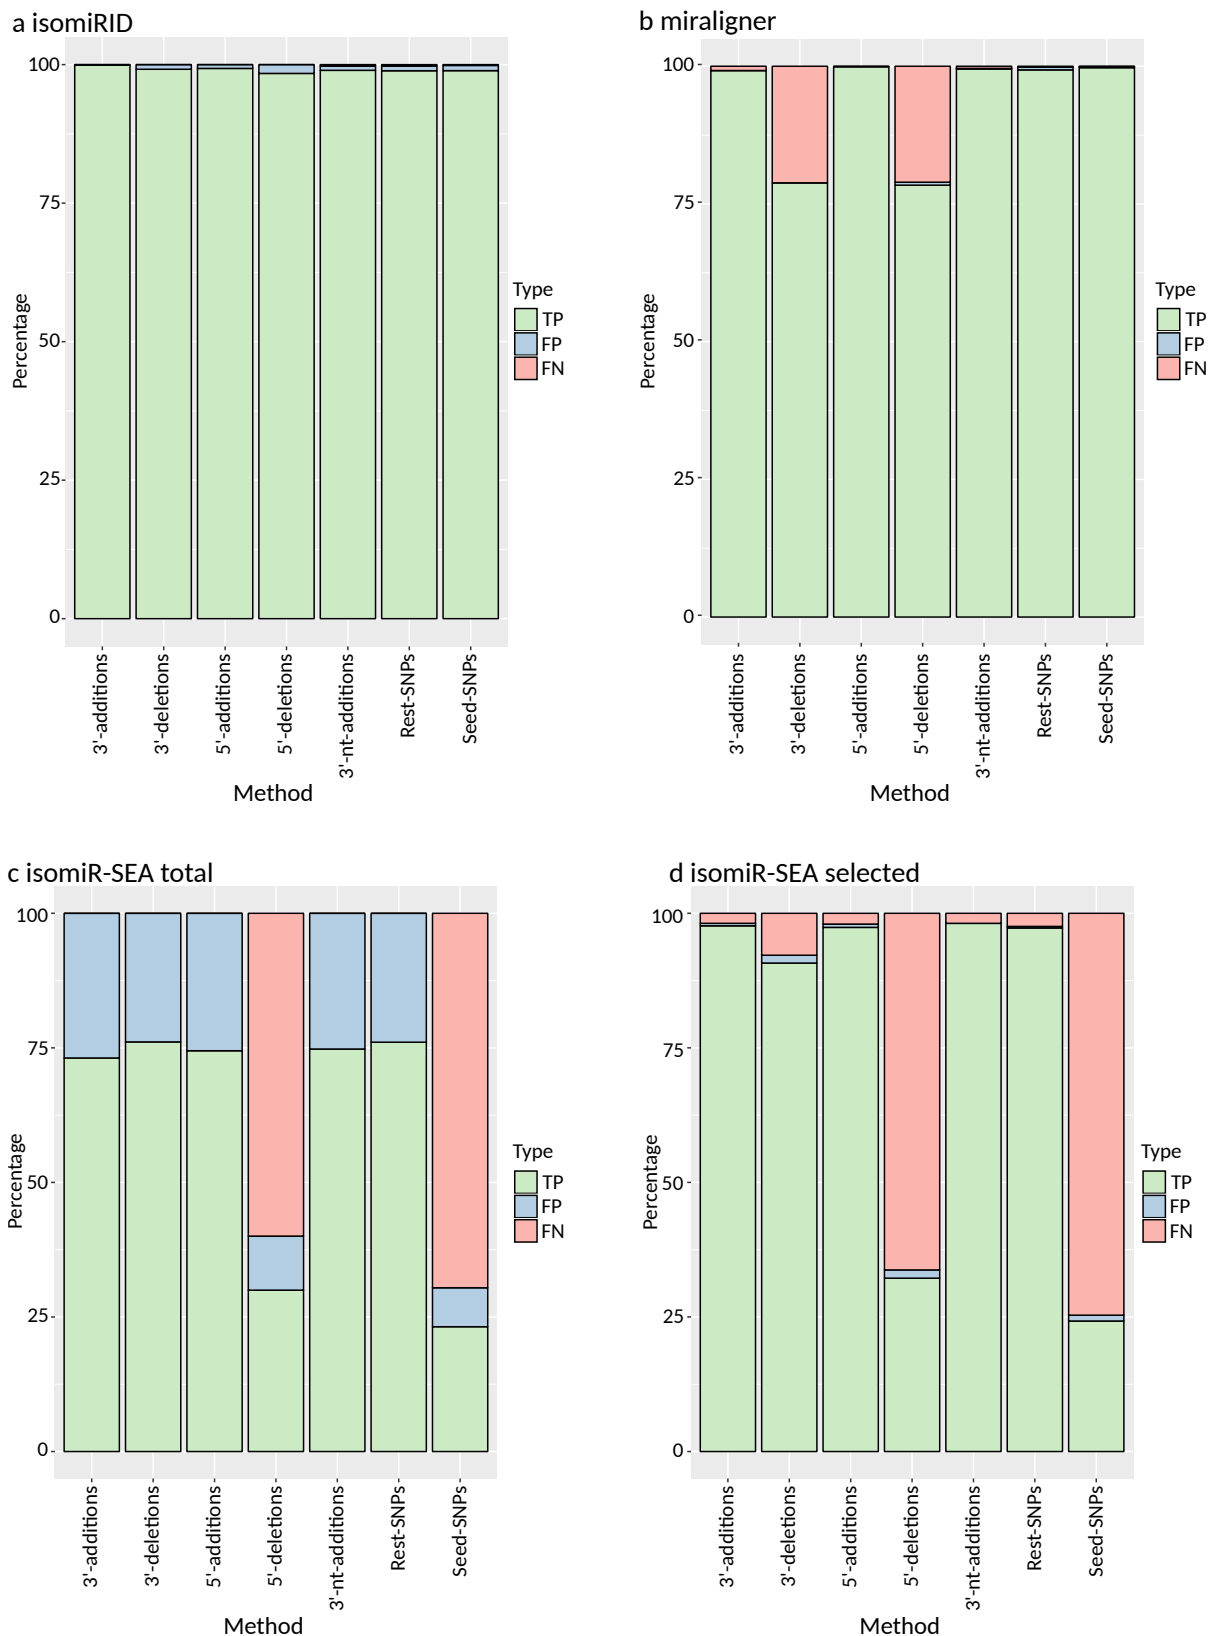 a isomiRID
100
75
50
25
0
Percentage
3'-additions
3'-deletions
5'-additions
5'-deletions
3'-nt-additions
Rest-SNPs
Seed-SNPs
Method
Type
TP
FP
FN
b miraligner
100
75
50
25
0
Percentage
3'-additions
3'-deletions
5'-additions
5'-deletions
3'-nt-additions
Rest-SNPs
Seed-SNPs
Method
Type
TP
FP
FN
c isomiR-SEA total
100
75
50
25
0
Percentage
3'-additions
3'-deletions
5'-additions
5'-deletions
3'-nt-additions
Rest-SNPs
Seed-SNPs
Method
Type
TP
FP
FN
d isomiR-SEA selected
100
75
50
25
0
Percentage
3'-additions
3'-deletions
5'-additions
5'-deletions
3'-nt-additions
Rest-SNPs
Seed-SNPs
Method
Type
TP
FP
FN